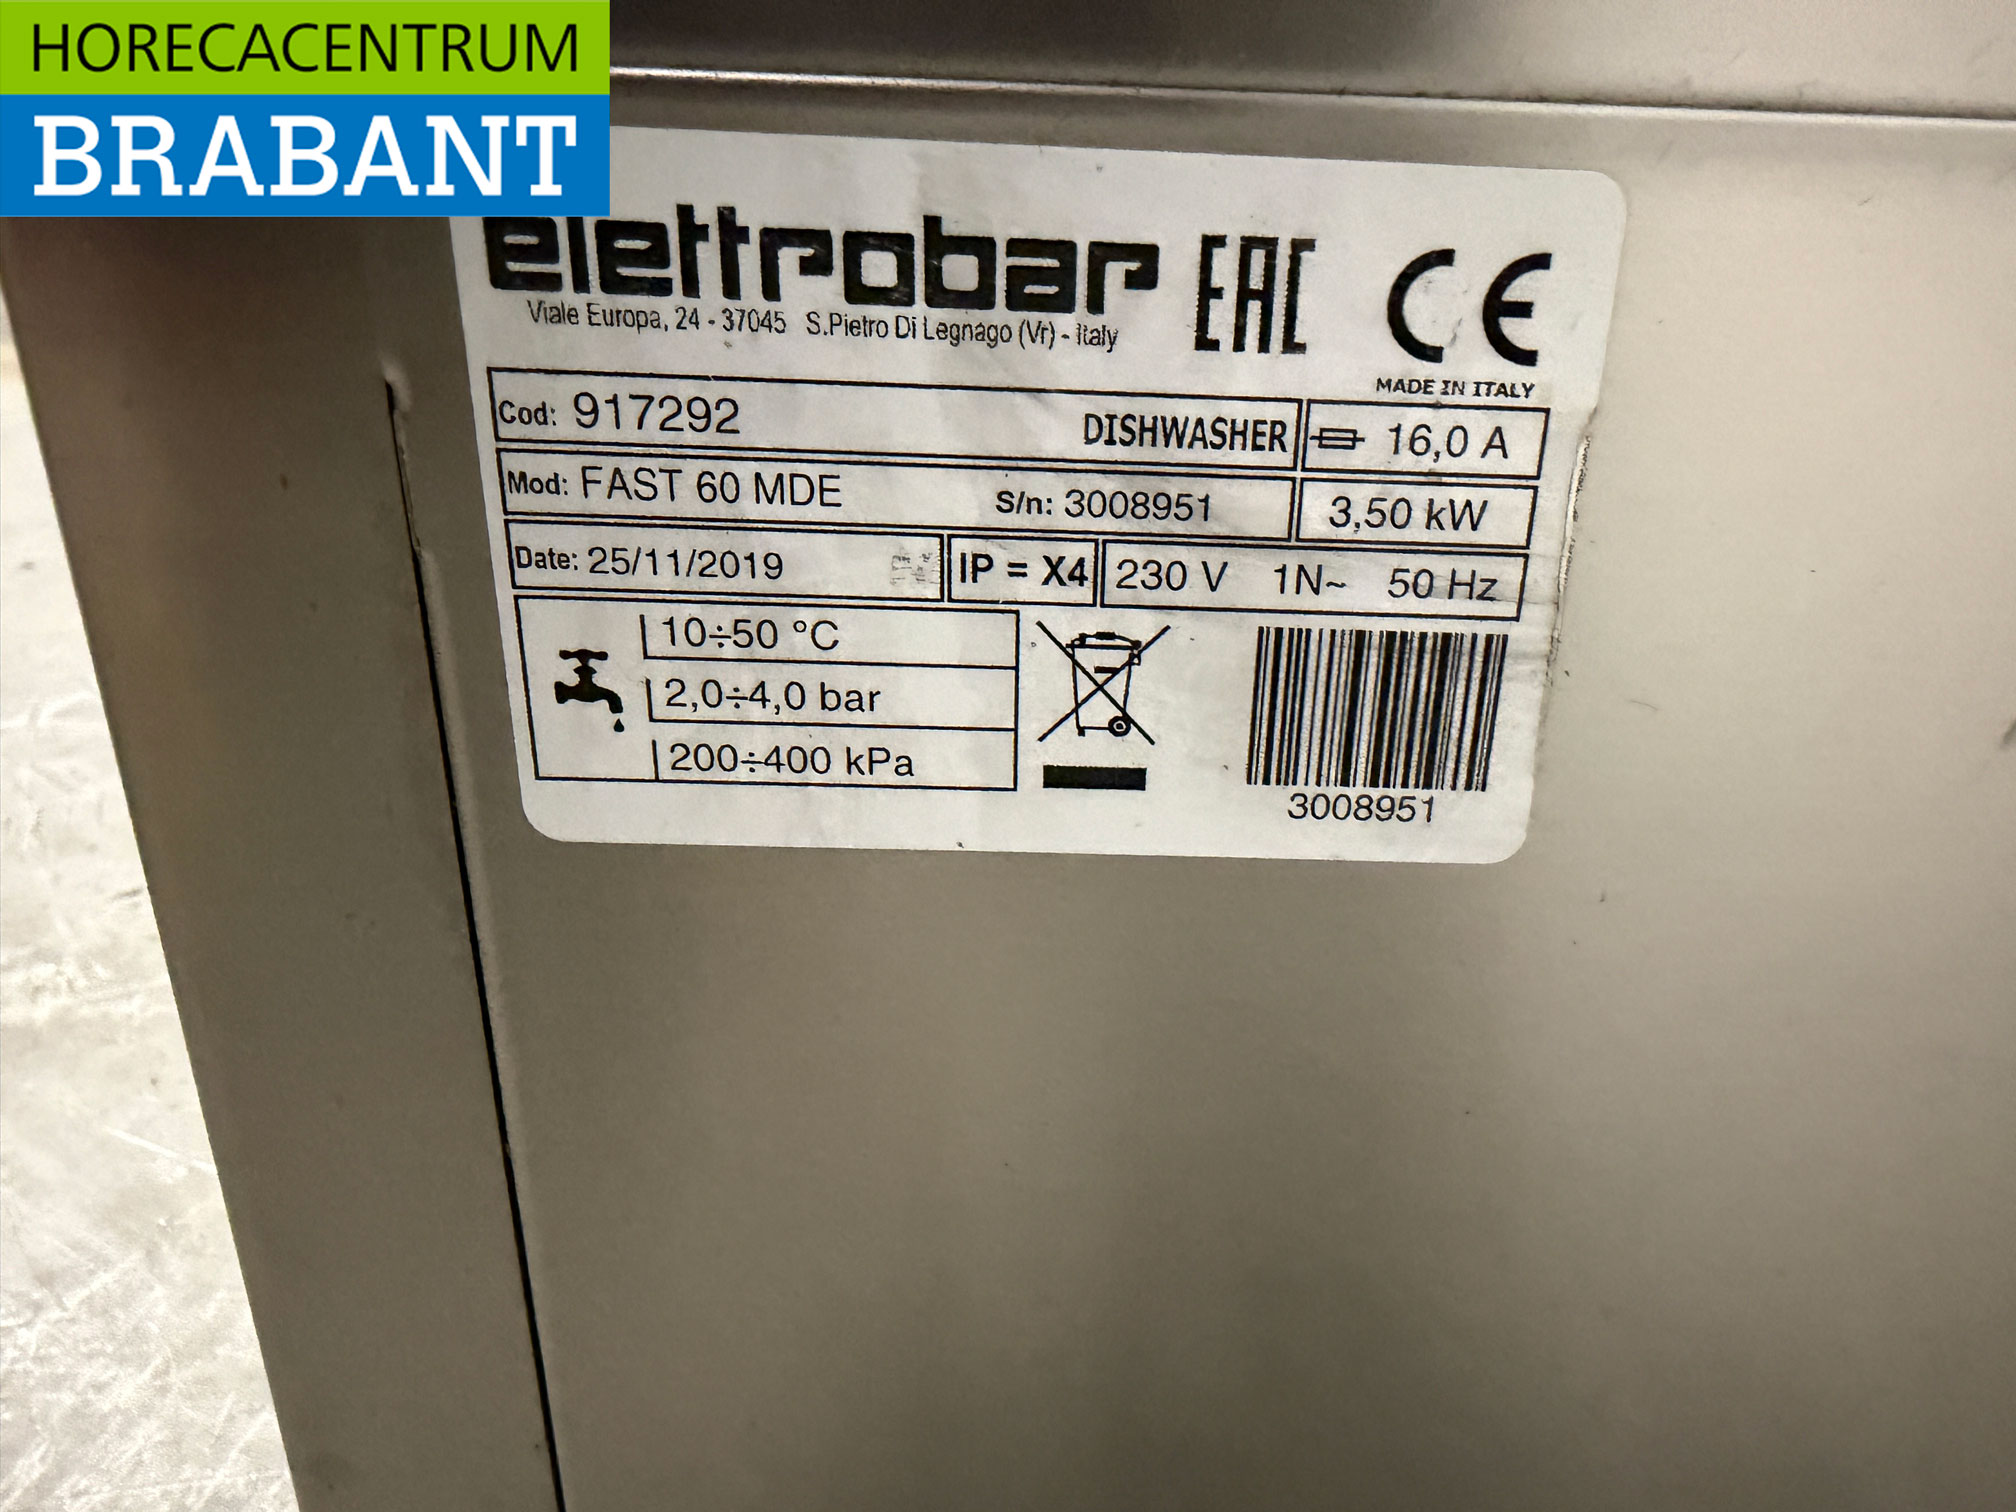 HORECACENTRUM
BRABANT
elettrobar EAC CE
Viale Europa, 24 - 37045 S.Pietro Di Legnago (Vr) - Italy
MADE IN ITALY
Cod: 917292 DISHWASHER 16,0 A
Mod: FAST 60 MDE S/n: 3008951 3,50 kW
Date: 25/11/2019 IP = X4 230 V 1N~ 50 Hz
10÷50 °C
2,0÷4,0 bar
200÷400 kPa
3008951